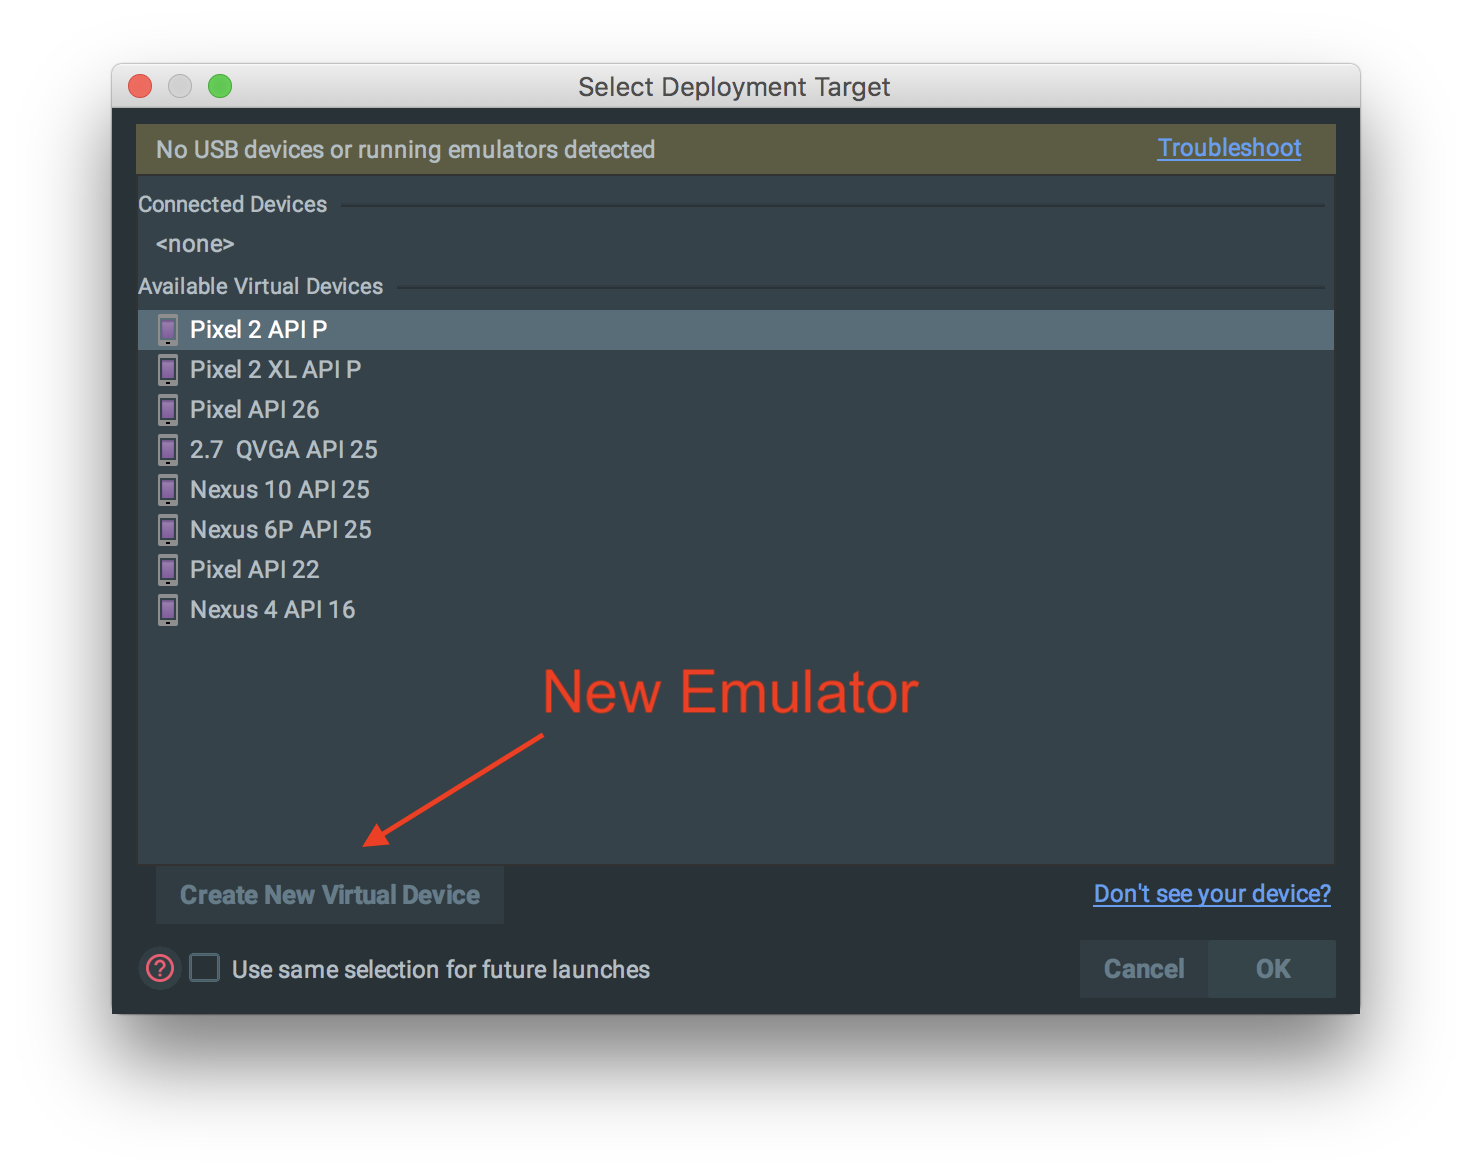 Select Deployment Target
No USB devices or running emulators detected
Troubleshoot
Connected Devices
<none>
Available Virtual Devices
Pixel 2 API P
Pixel 2 XL API P
Pixel API 26
2.7  QVGA API 25
Nexus 10 API 25
Nexus 6P API 25
Pixel API 22
Nexus 4 API 16
New Emulator
Create New Virtual Device
Don't see your device?
?
Use same selection for future launches
Cancel
OK